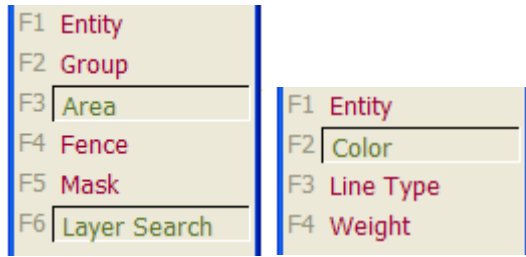 F1 Entity
F2 Group
F3 Area
F4 Fence
F5 Mask
F6 Layer Search
F1 Entity
F2 Color
F3 Line Type
F4 Weight